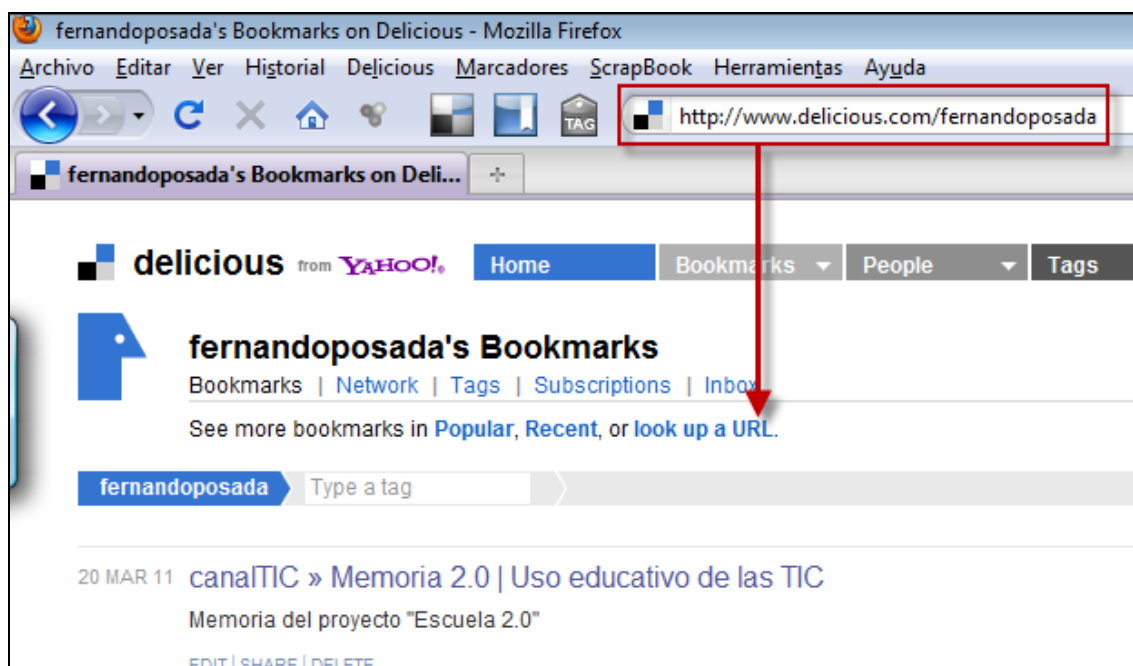 fernandoposada's Bookmarks on Delicious - Mozilla Firefox
Archivo Editar Ver Historial Delicious Marcadores ScrapBook Herramientas Ayuda
TAG
http://www.delicious.com/fernandoposada
fernandoposada's Bookmarks on Deli...
delicious from YAHOO!® Home Bookmarks People Tags
fernandoposada's Bookmarks
Bookmarks | Network | Tags | Subscriptions | Inbox
See more bookmarks in Popular, Recent, or look up a URL.
fernandoposada Type a tag
20 MAR 11 canalTIC » Memoria 2.0 | Uso educativo de las TIC
Memoria del proyecto "Escuela 2.0"
EDIT | SHARE | DELETE